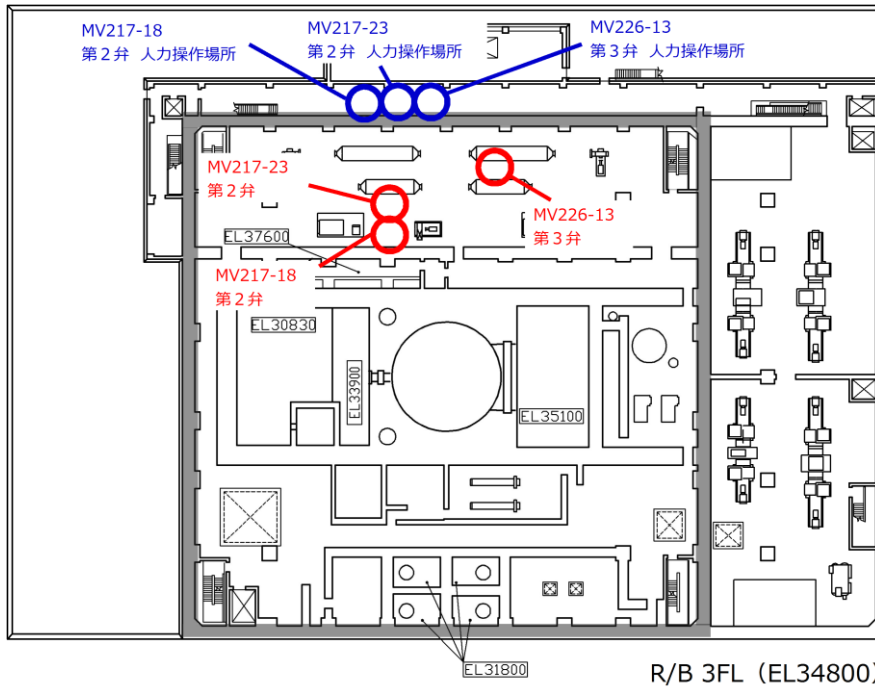 MV217-18
第２弁 人力操作場所
MV217-23
第２弁 人力操作場所
MV226-13
第３弁 人力操作場所
MV217-23
第２弁
MV226-13
第３弁
EL37600
MV217-18
第２弁
EL30830
EL33900
EL35100
EL31800
R/B 3FL（EL34800）